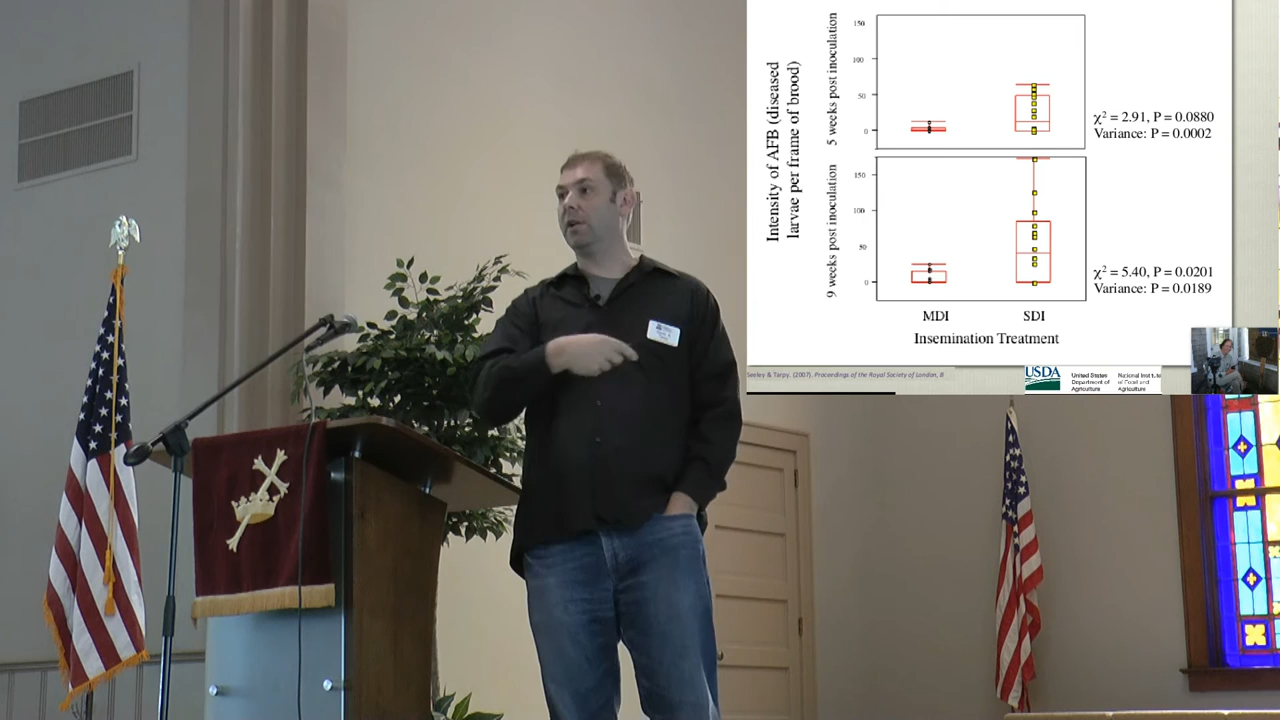 Intensity of AFB (diseased
larvae per frame of brood)
5 weeks post inoculation
150
100
50
0
χ² = 2.91, P = 0.0880
Variance: P = 0.0002
9 weeks post inoculation
150
100
50
0
χ² = 5.40, P = 0.0201
Variance: P = 0.0189
MDI
SDI
Insemination Treatment
Seeley & Tarpy. (2007). Proceedings of the Royal Society of London, B
USDA
United States
Department of
Agriculture
National Institute
of Food and
Agriculture